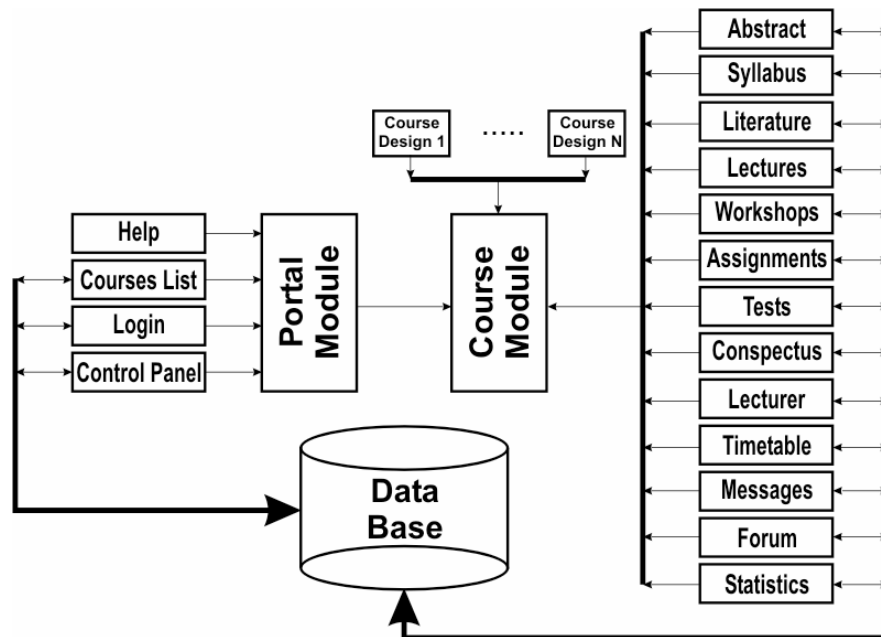 Abstract
Syllabus
Literature
Lectures
Workshops
Assignments
Tests
Conspectus
Lecturer
Timetable
Messages
Forum
Statistics
Course
Design 1
.....
Course
Design N
Help
Courses List
Login
Control Panel
Portal
Module
Course
Module
Data
Base